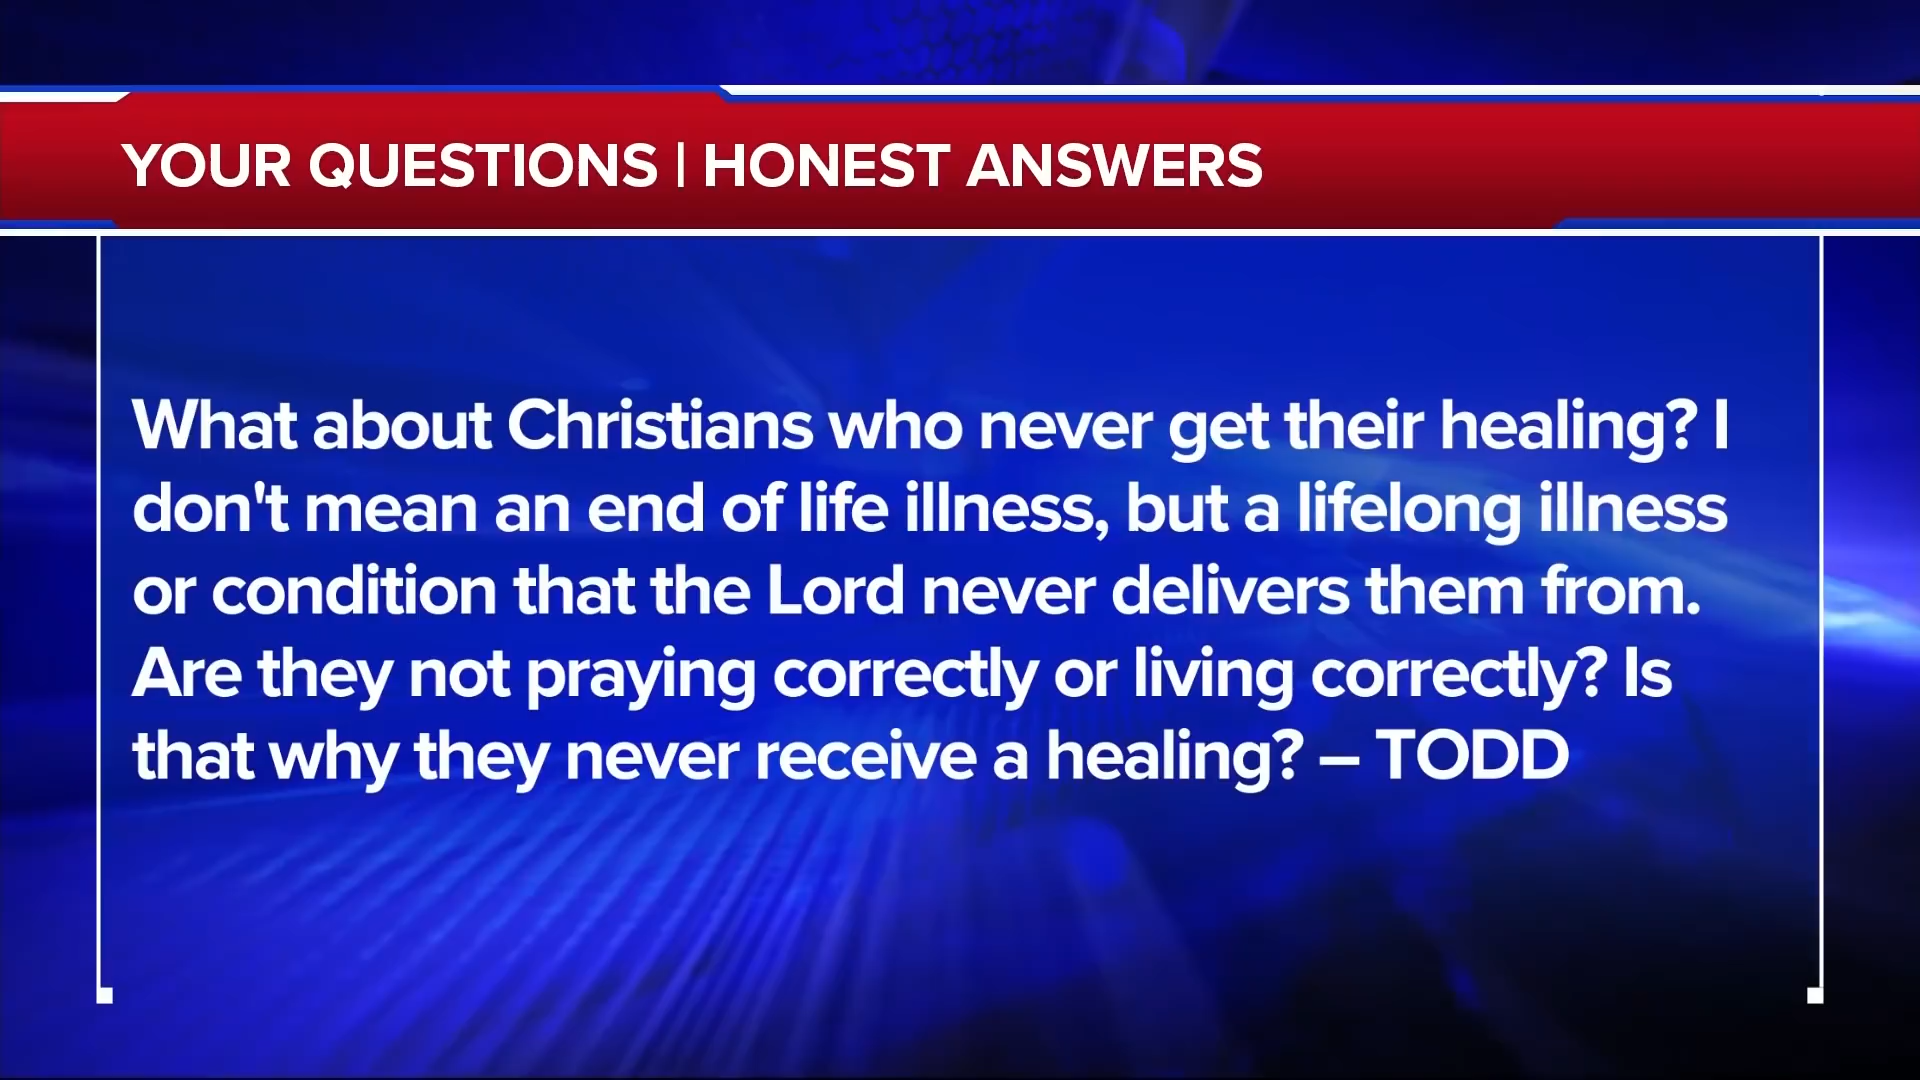 YOUR QUESTIONS | HONEST ANSWERS
What about Christians who never get their healing? I
don't mean an end of life illness, but a lifelong illness
or condition that the Lord never delivers them from.
Are they not praying correctly or living correctly? Is
that why they never receive a healing? – TODD